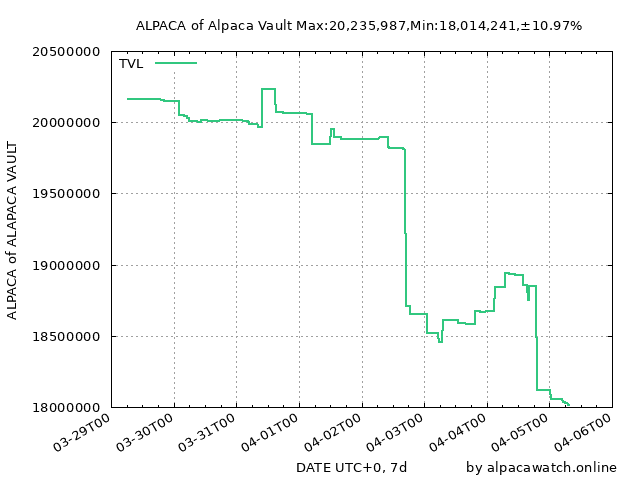 ALPACA of Alpaca Vault Max:20,235,987,Min:18,014,241,±10.97%
TVL
20500000
20000000
19500000
19000000
18500000
18000000
ALPACA of ALAPACA VAULT
03-29T00
03-30T00
03-31T00
04-01T00
04-02T00
04-03T00
04-04T00
04-05T00
04-06T00
DATE UTC+0, 7d
by alpacawatch.online